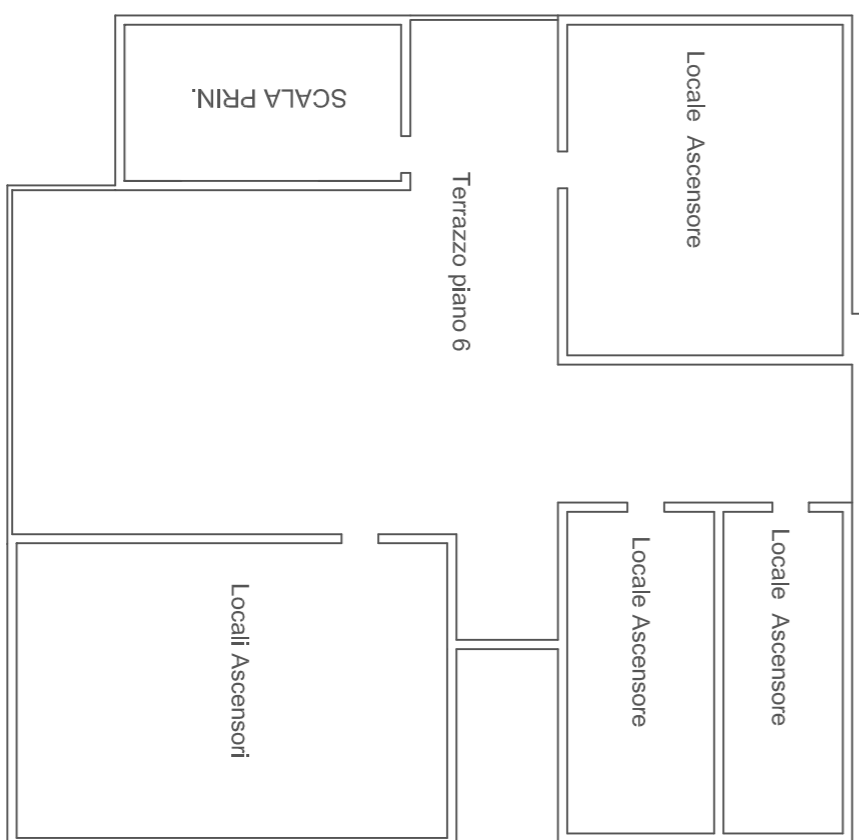 SCALA PRIN.
Locale Ascensore
Terrazzo piano 6
Locali Ascensori
Locale Ascensore
Locale Ascensore